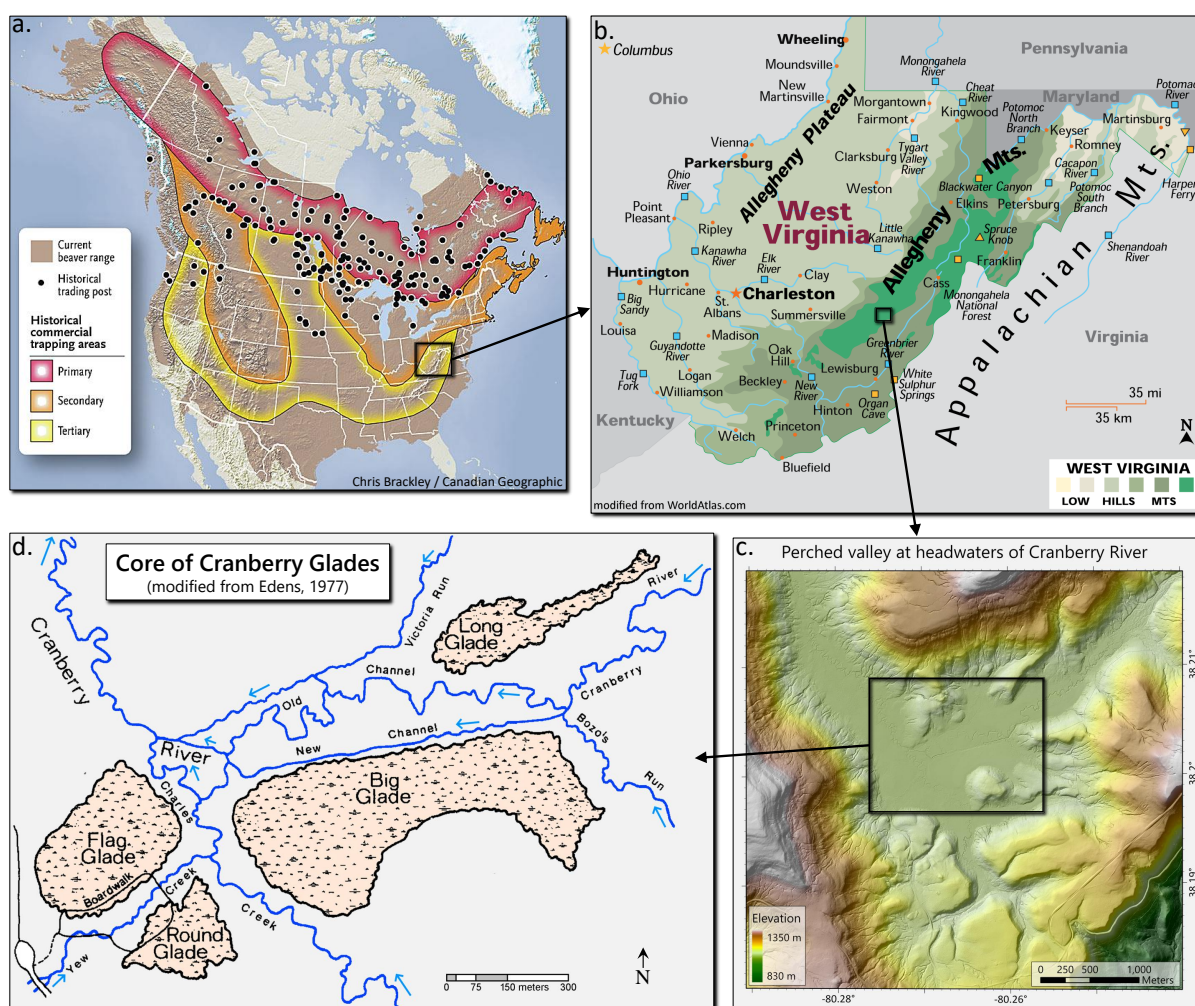 a.
Current
beaver range
Historical
trading post
Historical
commercial
trapping areas
Primary
Secondary
Tertiary
Chris Brackley / Canadian Geographic
b.
Columbus
Ohio
Pennsylvania
Maryland
Virginia
Kentucky
West
Virginia
Allegheny Plateau
Allegheny
Mts.
Appalachian Mts.
Wheeling
Moundsville
New
Martinsville
Monongahela
River
Morgantown
Fairmont
Cheat
River
Kingwood
Potomoc
North
Branch
Potomac
River
Martinsburg
Keyser
Romney
Cacapon
River
Harpers
Ferry
Vienna
Parkersburg
Clarksburg
Tygart
Valley
River
Weston
Blackwater Canyon
Elkins
Petersburg
Potomoc
South
Branch
Ohio
River
Point
Pleasant
Ripley
Kanawha
River
Little
Kanawha
Elk
River
Clay
Spruce
Knob
Franklin
Shenandoah
River
Huntington
Hurricane
Charleston
St.
Albans
Summersville
Cass
Monongahela
National
Forest
Big
Sandy
Louisa
Guyandotte
River
Madison
Oak
Hill
Greenbrier
River
Lewisburg
White
Sulphur
Springs
Tug
Fork
Logan
Williamson
Beckley
New
River
Hinton
Organ
Cave
Welch
Princeton
Bluefield
35 mi
35 km
N
WEST VIRGINIA
LOW HILLS MTS
modified from WorldAtlas.com
c.
Perched valley at headwaters of Cranberry River
38.21°
38.2°
38.19°
-80.28°
-80.26°
Elevation
1350 m
830 m
0 250 500 1,000
Meters
d.
Core of Cranberry Glades
(modified from Edens, 1977)
Cranberry
River
Victoria Run
Long
Glade
River
Cranberry
Old
Channel
New
Channel
Bozo's
Run
Big
Glade
Charles
Creek
Flag
Glade
Boardwalk
Yew
Creek
Round
Glade
0 75 150 meters 300
N